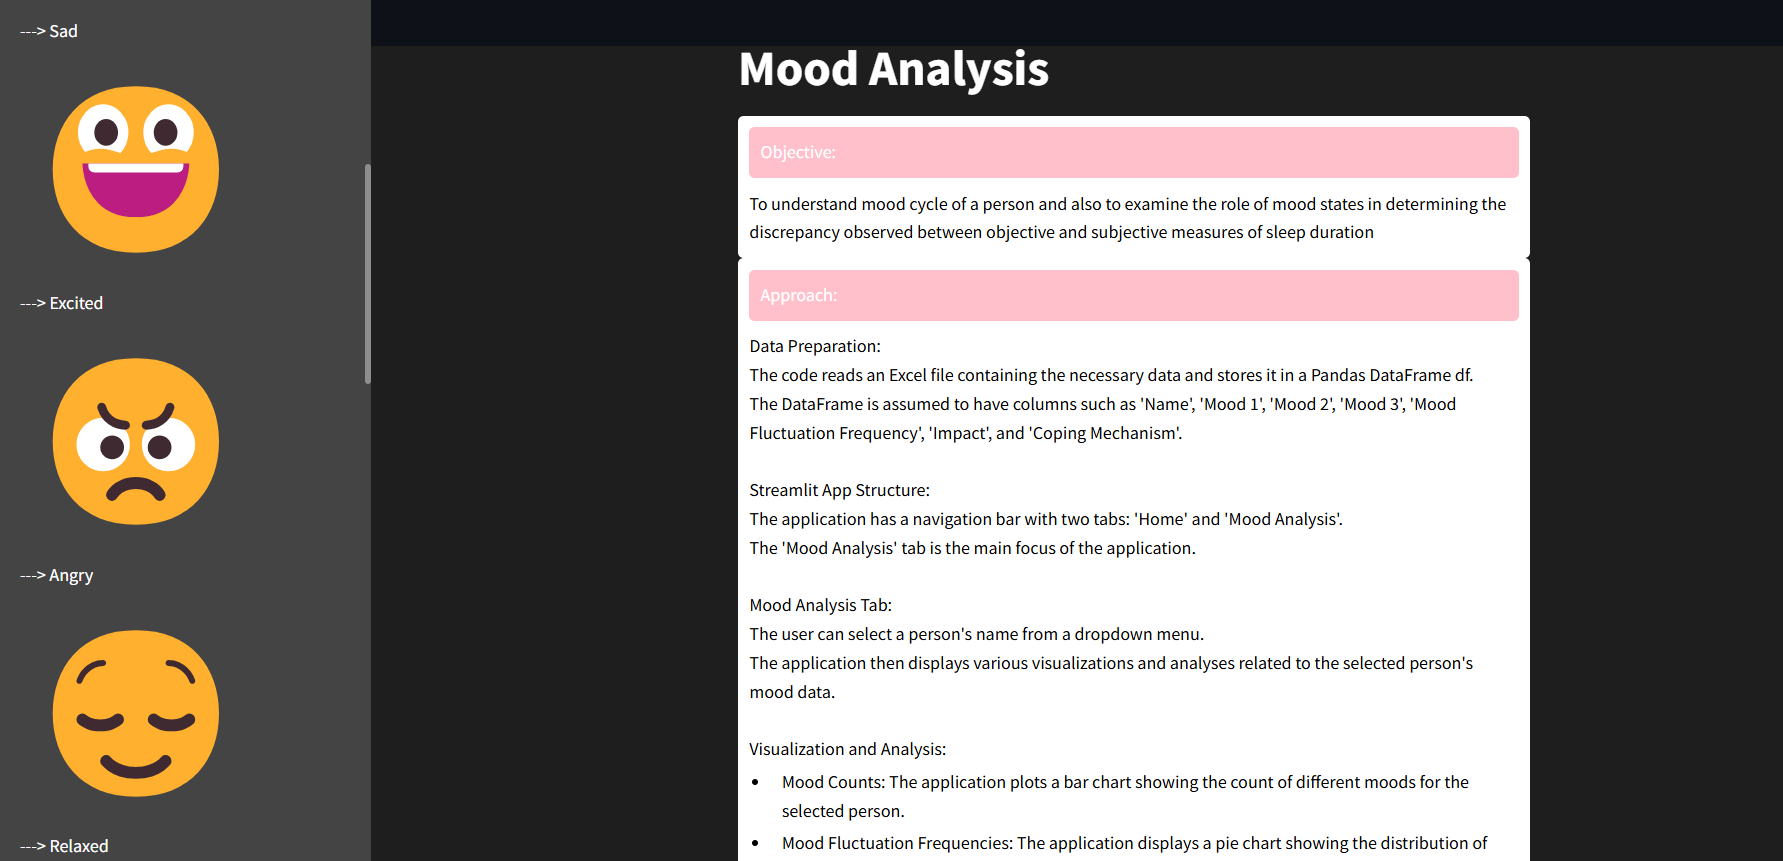 ---> Sad
---> Excited
---> Angry
---> Relaxed
Mood Analysis
Objective:
To understand mood cycle of a person and also to examine the role of mood states in determining the
discrepancy observed between objective and subjective measures of sleep duration
Approach:
Data Preparation:
The code reads an Excel file containing the necessary data and stores it in a Pandas DataFrame df.
The DataFrame is assumed to have columns such as 'Name', 'Mood 1', 'Mood 2', 'Mood 3', 'Mood
Fluctuation Frequency', 'Impact', and 'Coping Mechanism'.
Streamlit App Structure:
The application has a navigation bar with two tabs: 'Home' and 'Mood Analysis'.
The 'Mood Analysis' tab is the main focus of the application.
Mood Analysis Tab:
The user can select a person's name from a dropdown menu.
The application then displays various visualizations and analyses related to the selected person's
mood data.
Visualization and Analysis:
• Mood Counts: The application plots a bar chart showing the count of different moods for the
selected person.
• Mood Fluctuation Frequencies: The application displays a pie chart showing the distribution of